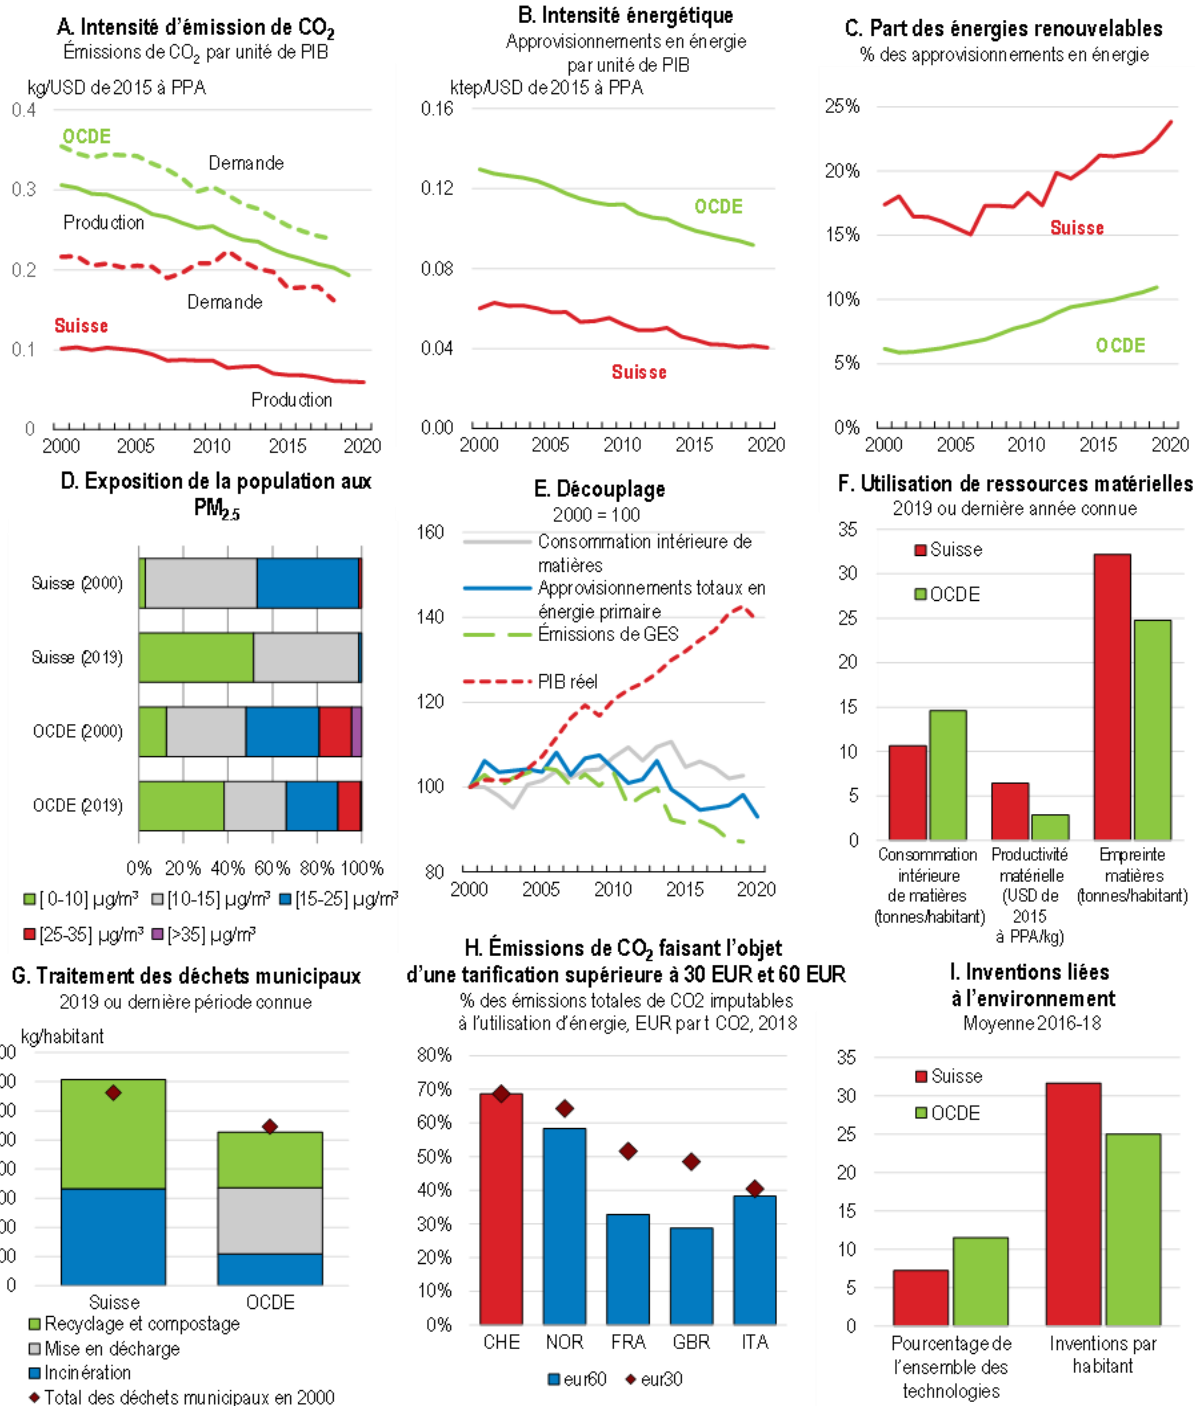 A. Intensité d'émission de CO2
Émissions de CO2 par unité de PIB
kg/USD de 2015 à PPA
0.4
0.3
0.2
0.1
0
OCDE
Demande
Production
Demande
Suisse
Production
2000 2005 2010 2015 2020
B. Intensité énergétique
Approvisionnements en énergie
par unité de PIB
ktep/USD de 2015 à PPA
0.16
0.12
0.08
0.04
0.00
OCDE
Suisse
2000 2005 2010 2015 2020
C. Part des énergies renouvelables
% des approvisionnements en énergie
25%
20%
15%
10%
5%
0%
Suisse
OCDE
2000 2005 2010 2015 2020
D. Exposition de la population aux
PM2.5
Suisse (2000)
Suisse (2019)
OCDE (2000)
OCDE (2019)
0% 20% 40% 60% 80% 100%
[ 0-10] µg/m³ [10-15] µg/m³ [15-25] µg/m³
[25-35] µg/m³ [>35] µg/m³
E. Découplage
2000 = 100
160
140
120
100
80
Consommation intérieure de
matières
Approvisionnements totaux en
énergie primaire
Émissions de GES
PIB réel
2000 2005 2010 2015 2020
F. Utilisation de ressources matérielles
2019 ou dernière année connue
35
30
25
20
15
10
5
0
Suisse
OCDE
Consommation
intérieure
de matières
(tonnes/habitant)
Productivité
matérielle
(USD de
2015
à PPA/kg)
Empreinte
matières
(tonnes/habitant)
G. Traitement des déchets municipaux
2019 ou dernière période connue
kg/habitant
0
Suisse OCDE
Recyclage et compostage
Mise en décharge
Incinération
Total des déchets municipaux en 2000
H. Émissions de CO2 faisant l'objet
d'une tarification supérieure à 30 EUR et 60 EUR
% des émissions totales de CO2 imputables
à l'utilisation d'énergie, EUR par t CO2, 2018
80%
70%
60%
50%
40%
30%
20%
10%
0%
CHE NOR FRA GBR ITA
eur60 eur30
I. Inventions liées
à l'environnement
Moyenne 2016-18
35
30
25
20
15
10
5
0
Suisse
OCDE
Pourcentage de
l'ensemble des
technologies
Inventions par
habitant